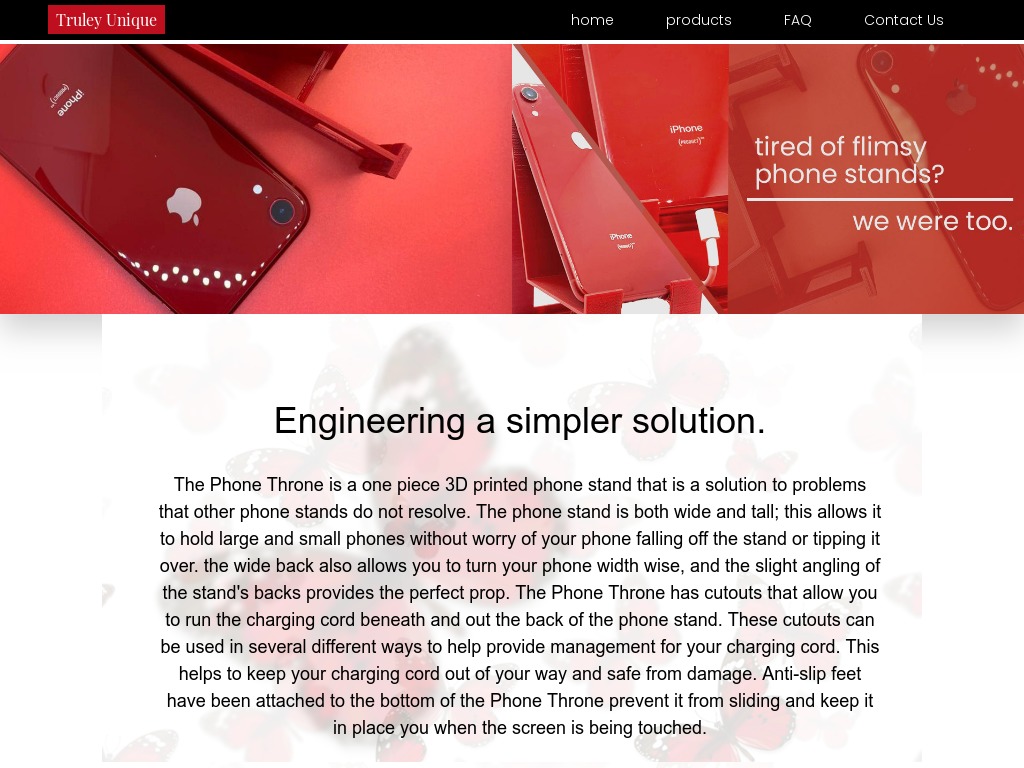 Truley Unique
home products FAQ Contact Us
iPhone
iPhone
iPhone
tired of flimsy
phone stands?
we were too.
Engineering a simpler solution.
The Phone Throne is a one piece 3D printed phone stand that is a solution to problems
that other phone stands do not resolve. The phone stand is both wide and tall; this allows it
to hold large and small phones without worry of your phone falling off the stand or tipping it
over. the wide back also allows you to turn your phone width wise, and the slight angling of
the stand's backs provides the perfect prop. The Phone Throne has cutouts that allow you
to run the charging cord beneath and out the back of the phone stand. These cutouts can
be used in several different ways to help provide management for your charging cord. This
helps to keep your charging cord out of your way and safe from damage. Anti-slip feet
have been attached to the bottom of the Phone Throne prevent it from sliding and keep it
in place you when the screen is being touched.